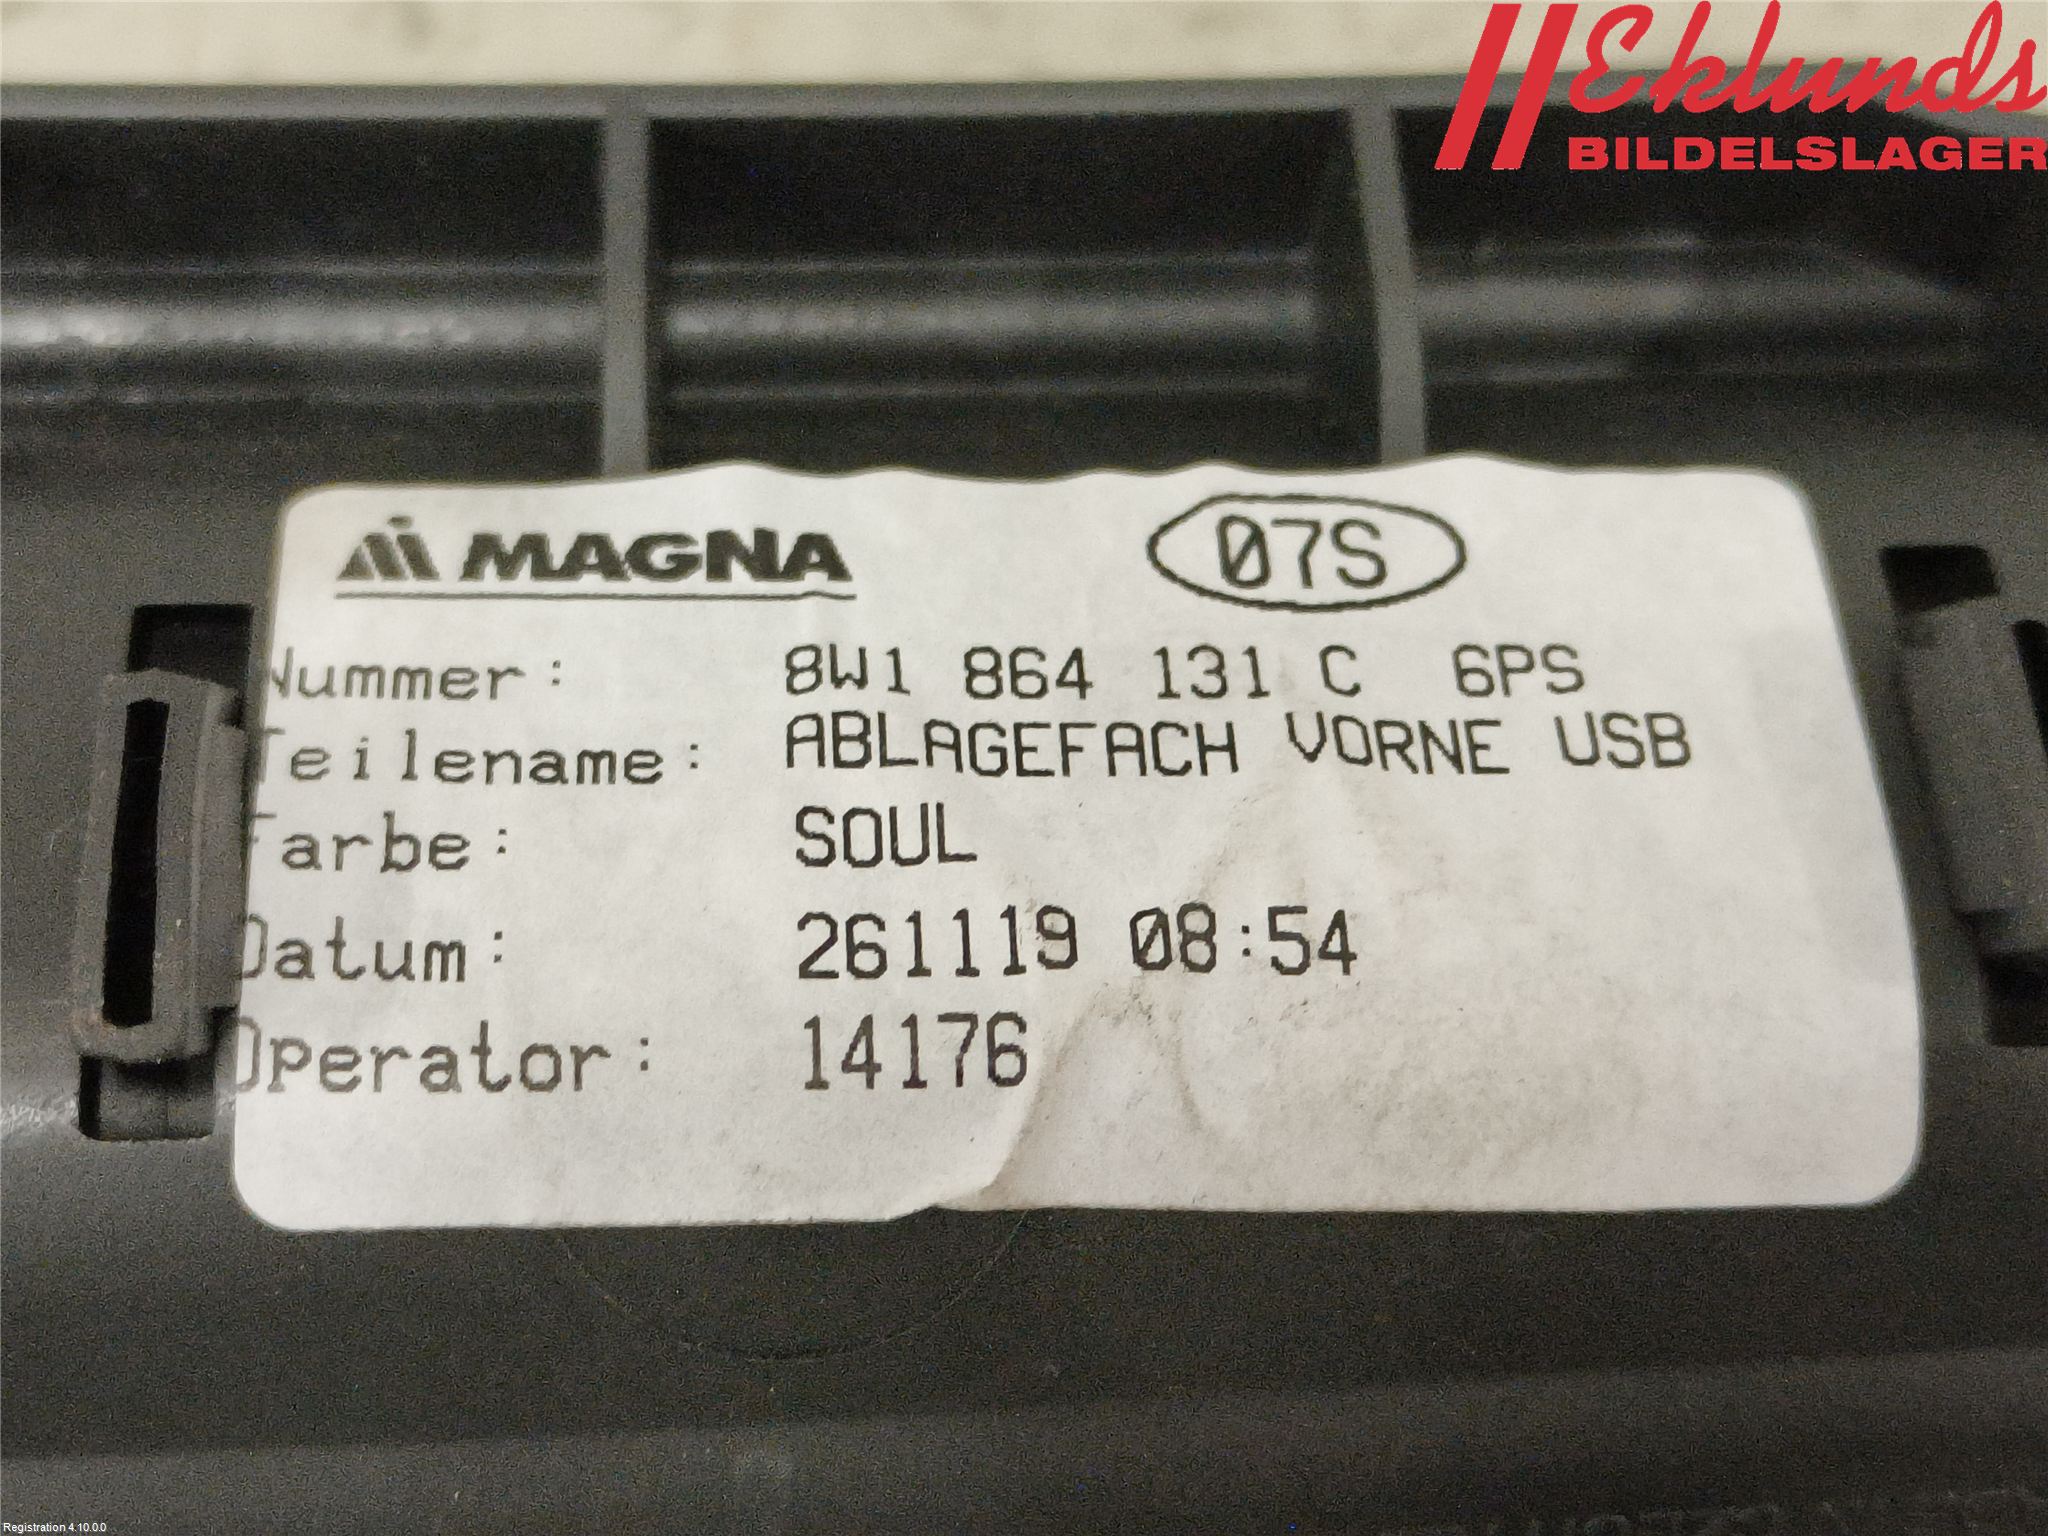 Eklunds
BILDELSLAGER
MAGNA
07S
Nummer: 8W1 864 131 C 6PS
Teilename: ABLAGEFACH VORNE USB
Farbe: SOUL
Datum: 261119 08:54
Operator: 14176
Registration 4.10.0.0